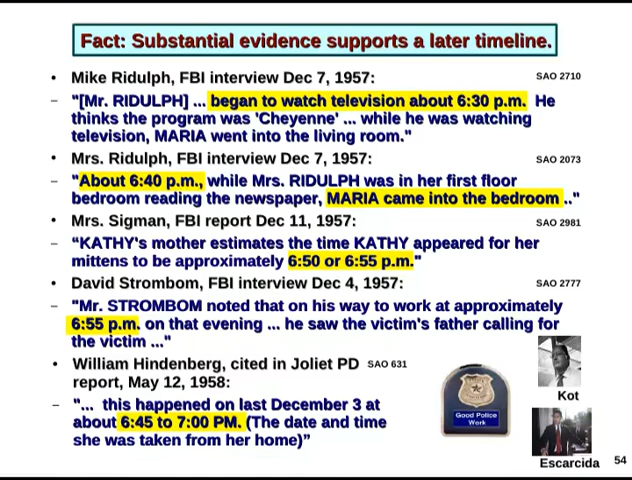 Fact: Substantial evidence supports a later timeline.
• Mike Ridulph, FBI interview Dec 7, 1957: SAO 2710
– "[Mr. RIDULPH] ... began to watch television about 6:30 p.m. He
thinks the program was 'Cheyenne' ... while he was watching
television, MARIA went into the living room."
• Mrs. Ridulph, FBI interview Dec 7, 1957: SAO 2073
– "About 6:40 p.m., while Mrs. RIDULPH was in her first floor
bedroom reading the newspaper, MARIA came into the bedroom .."
• Mrs. Sigman, FBI report Dec 11, 1957: SAO 2981
– “KATHY's mother estimates the time KATHY appeared for her
mittens to be approximately 6:50 or 6:55 p.m."
• David Strombom, FBI interview Dec 4, 1957: SAO 2777
– "Mr. STROMBOM noted that on his way to work at approximately
6:55 p.m. on that evening ... he saw the victim's father calling for
the victim ..."
• William Hindenberg, cited in Joliet PD SAO 631
report, May 12, 1958:
– "... this happened on last December 3 at
about 6:45 to 7:00 PM. (The date and time
she was taken from her home)”
Good Police
Work
Kot
Escarcida
54